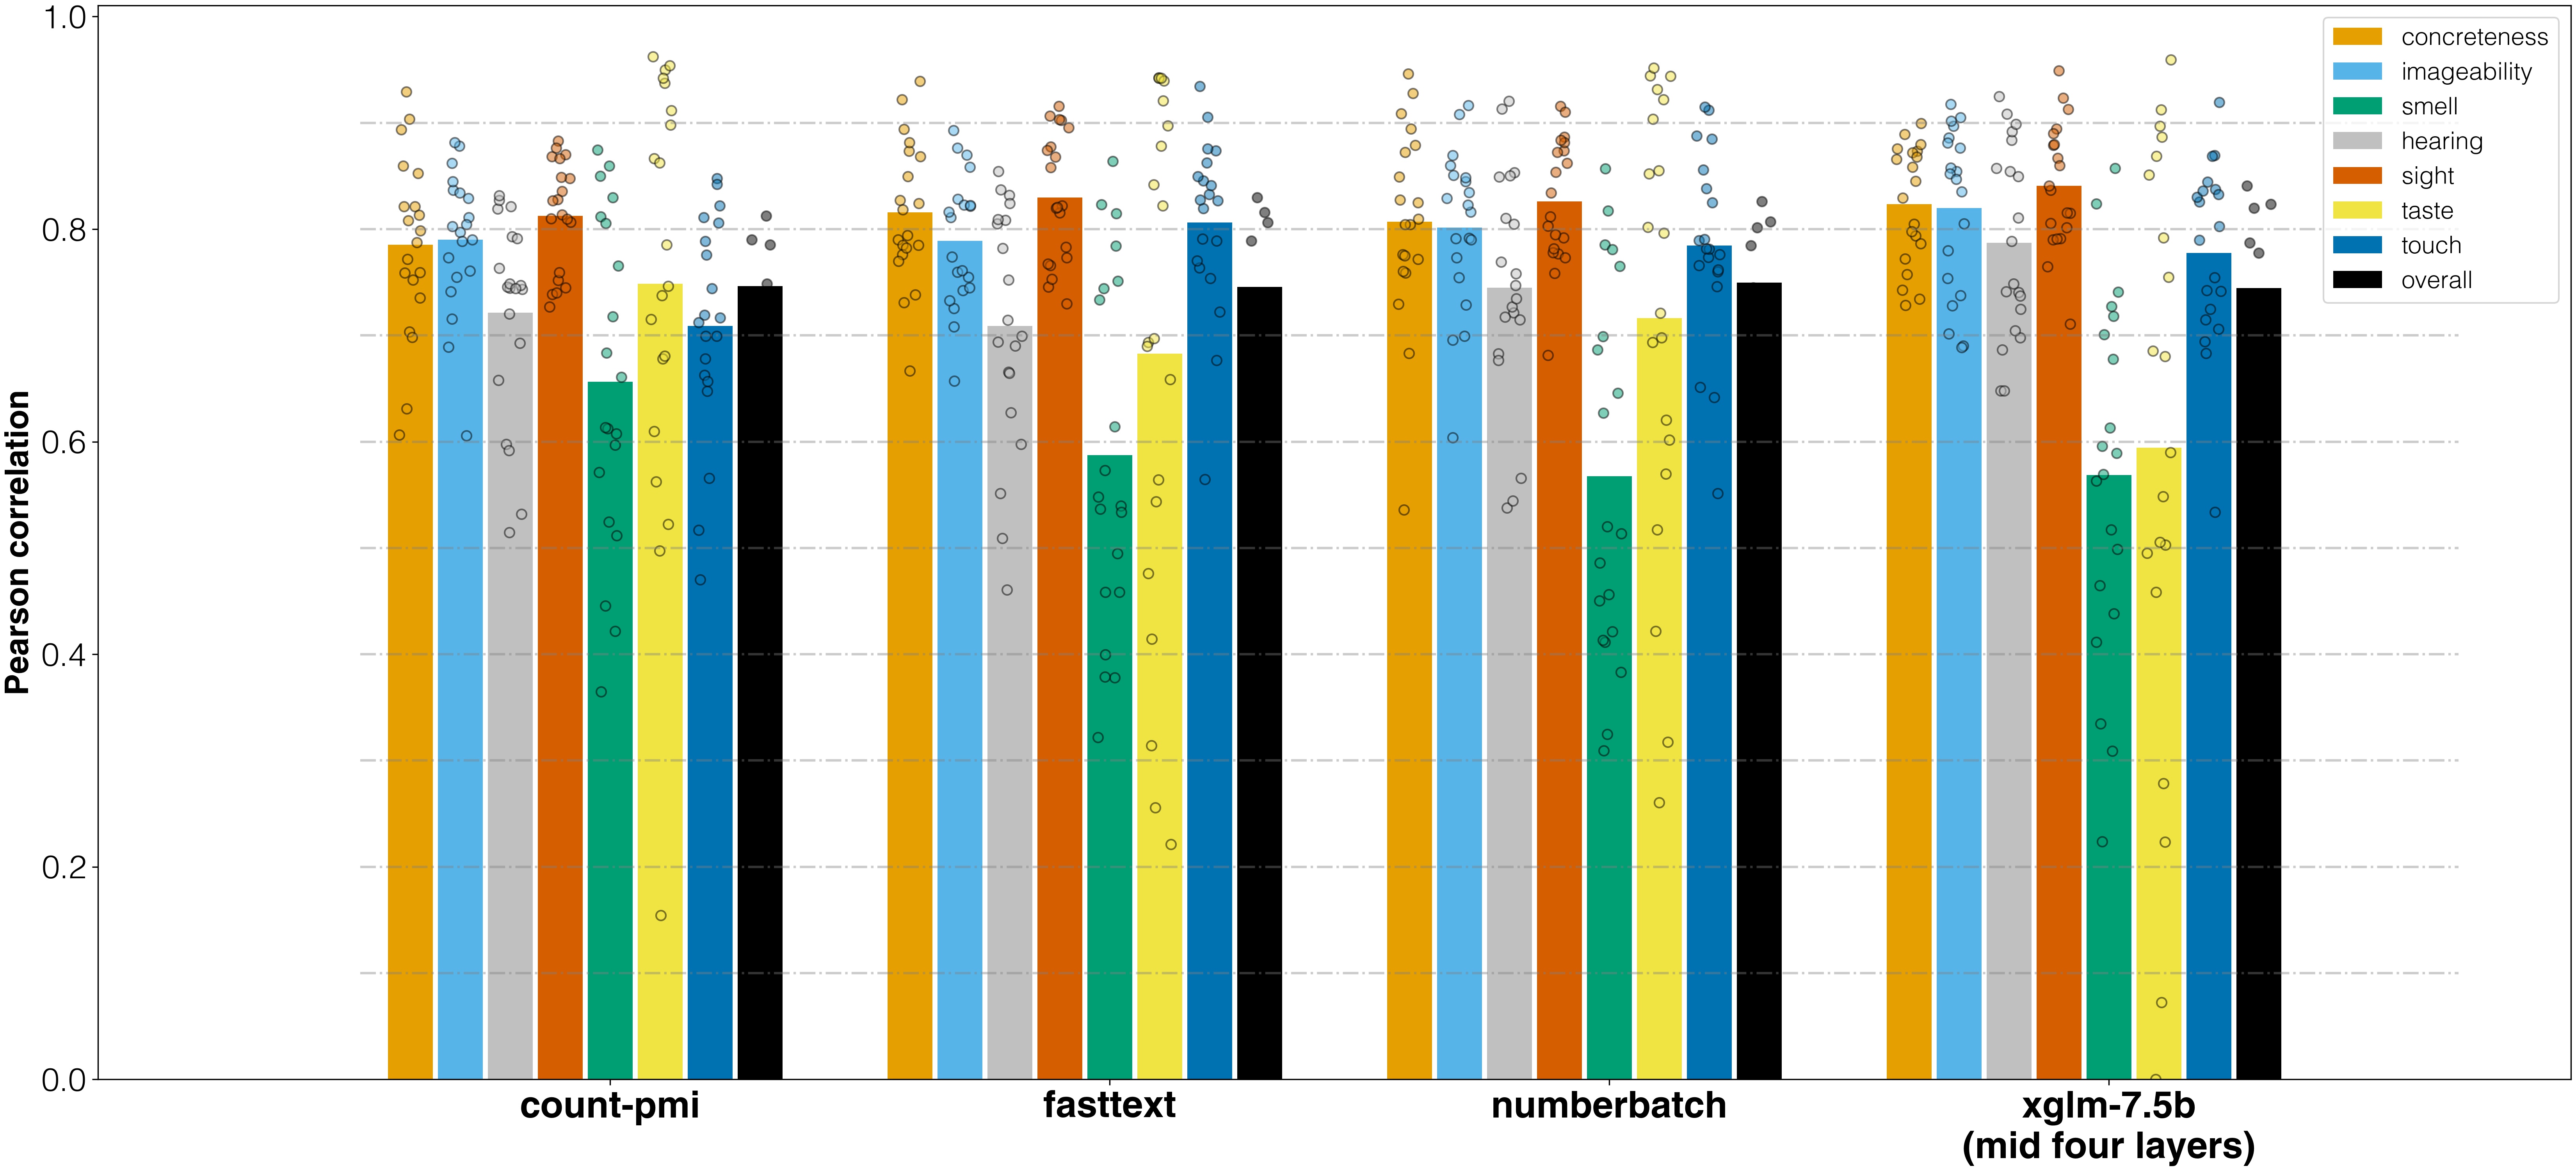 Pearson correlation
1.0
0.8
0.6
0.4
0.2
0.0
concreteness
imageability
smell
hearing
sight
taste
touch
overall
count-pmi
fasttext
numberbatch
xglm-7.5b
(mid four layers)